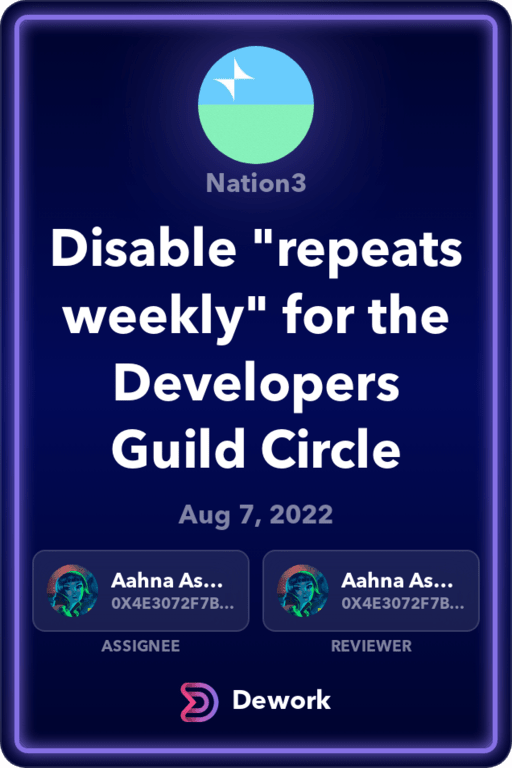 Nation3
Disable "repeats
weekly" for the
Developers
Guild Circle
Aug 7, 2022
Aahna As...
0X4E3072F7B...
ASSIGNEE
Aahna As...
0X4E3072F7B...
REVIEWER
Dework